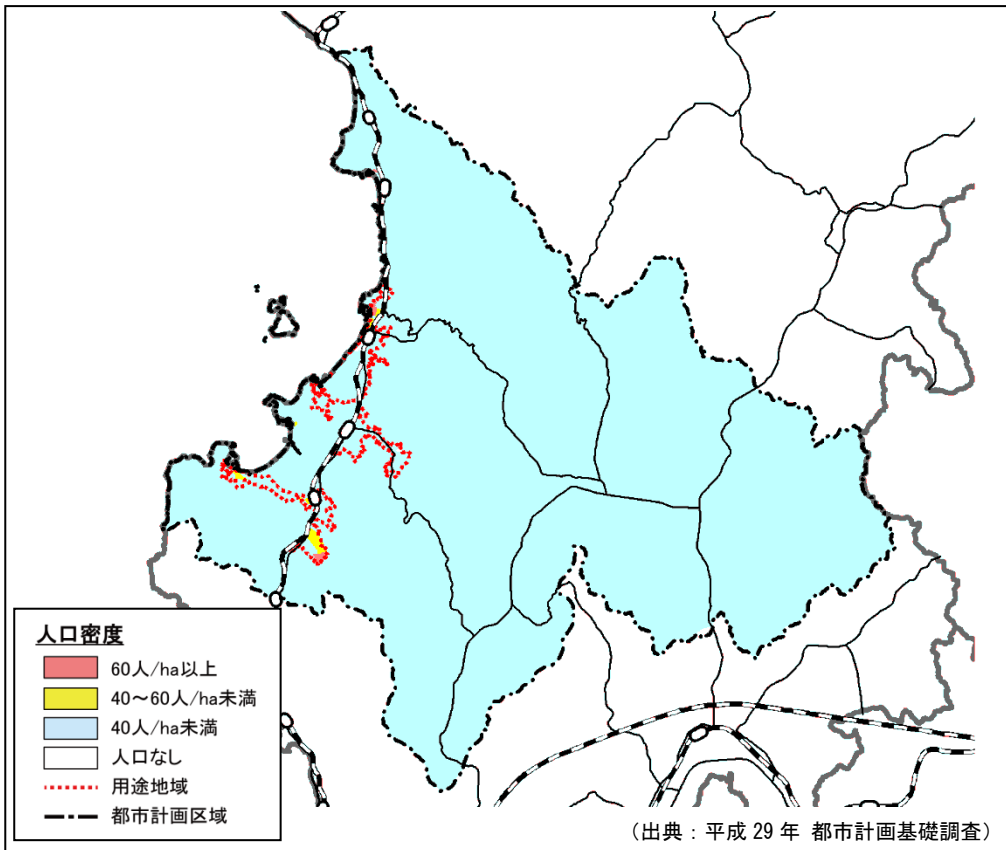 人口密度
60人/ha以上
40～60人/ha未満
40人/ha未満
人口なし
用途地域
都市計画区域
（出典：平成 29 年 都市計画基礎調査）